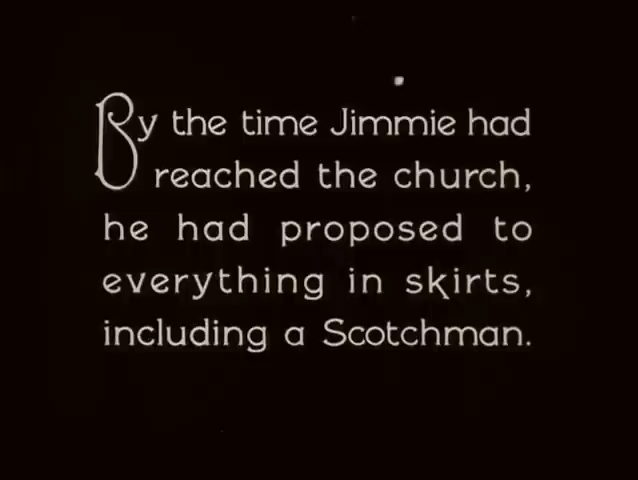 By the time Jimmie had
reached the church,
he had proposed to
everything in skirts,
including a Scotchman.